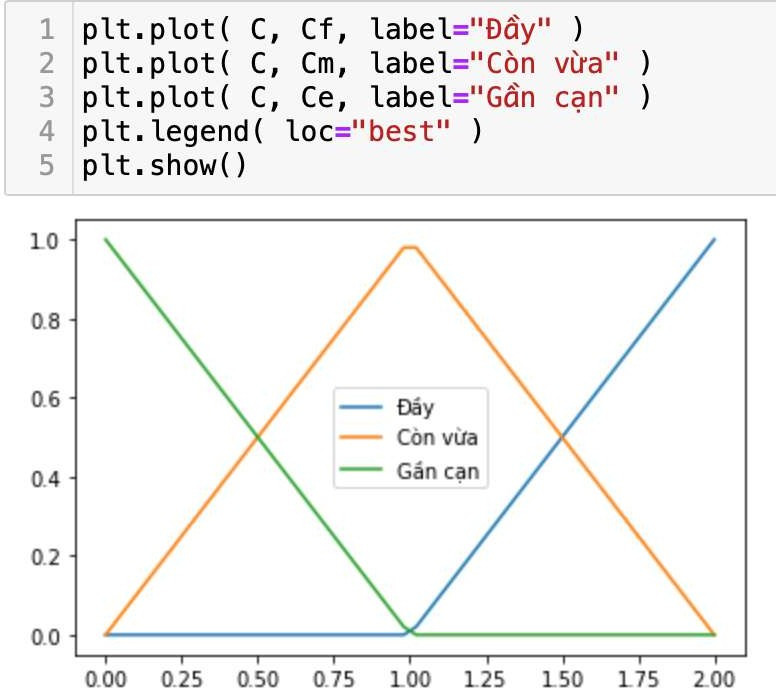 1 plt.plot( C, Cf, label="Đầy" )
2 plt.plot( C, Cm, label="Còn vừa" )
3 plt.plot( C, Ce, label="Gần cạn" )
4 plt.legend( loc="best" )
5 plt.show()
1.0
0.8
0.6
0.4
0.2
0.0
Đầy
Còn vừa
Gần cạn
0.00 0.25 0.50 0.75 1.00 1.25 1.50 1.75 2.00